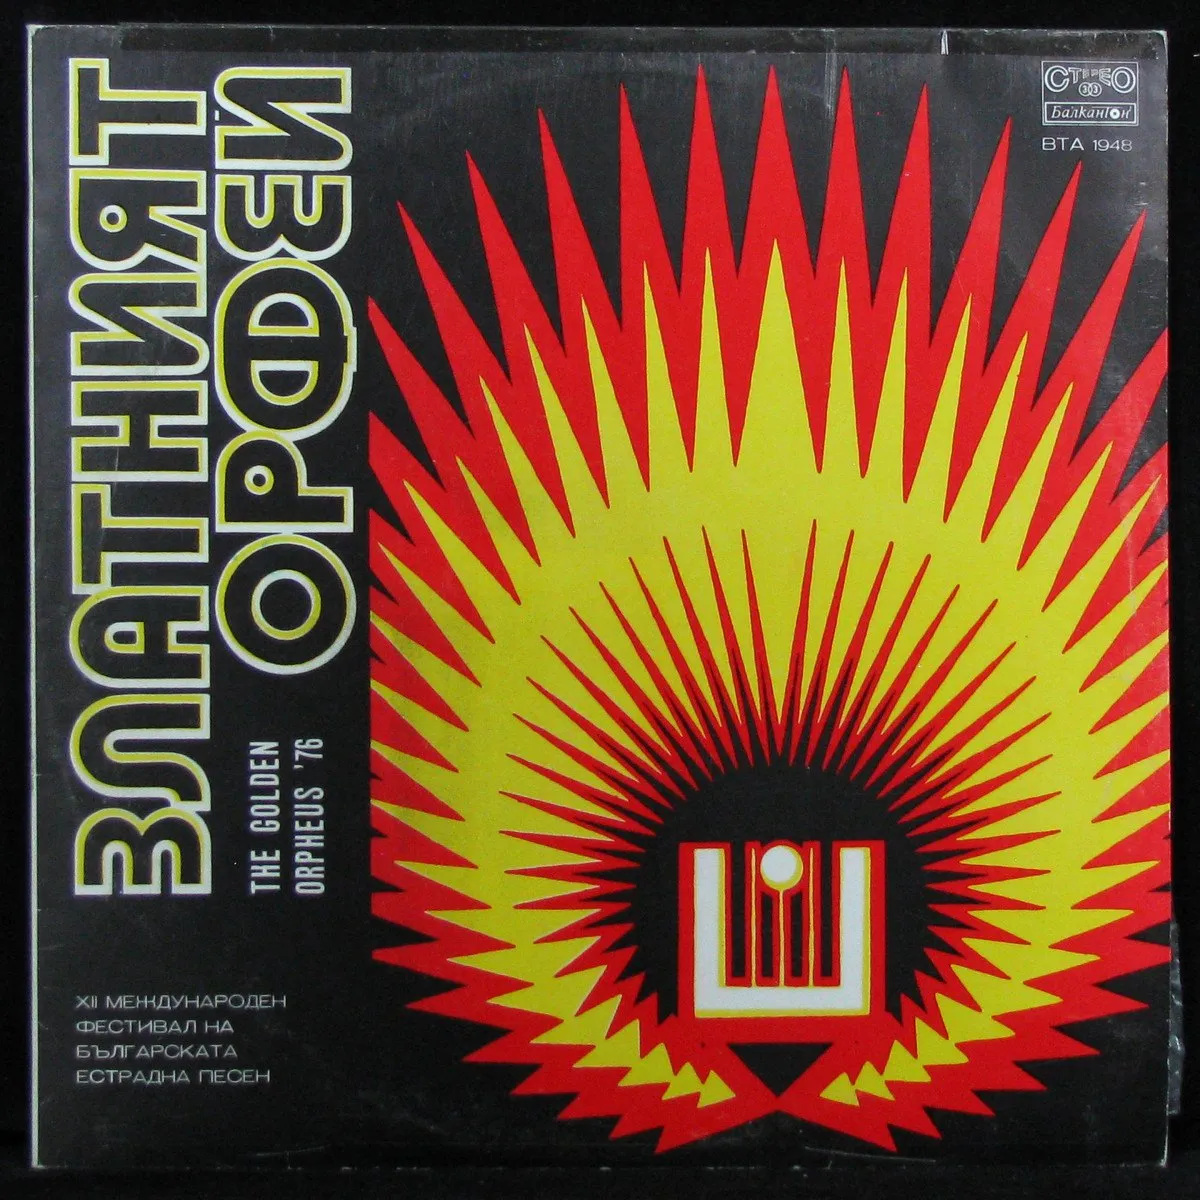 ЗЛАТНИЯТ
ОРФЕЙ
THE GOLDEN
ORPHEUS '76
XII МЕЖДУНАРОДЕН
ФЕСТИВАЛ НА
БЪЛГАРСКАТА
ЕСТРАДНА ПЕСЕН
СТЕРЕО
33
Балкантон
ВТА 1948